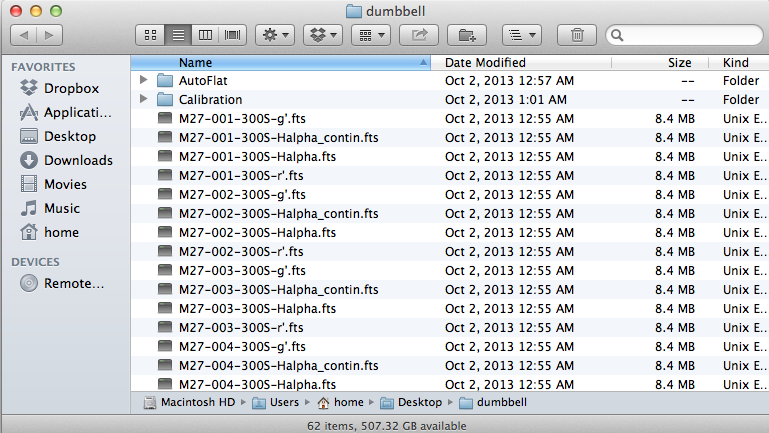 dumbbell
FAVORITES
Dropbox
Applicati...
Desktop
Downloads
Movies
Music
home
DEVICES
Remote...
Name Date Modified Size Kind
AutoFlat Oct 2, 2013 12:57 AM -- Folder
Calibration Oct 2, 2013 1:01 AM -- Folder
M27-001-300S-g'.fts Oct 2, 2013 12:55 AM 8.4 MB Unix E...
M27-001-300S-Halpha_contin.fts Oct 2, 2013 12:55 AM 8.4 MB Unix E...
M27-001-300S-Halpha.fts Oct 2, 2013 12:55 AM 8.4 MB Unix E...
M27-001-300S-r'.fts Oct 2, 2013 12:55 AM 8.4 MB Unix E...
M27-002-300S-g'.fts Oct 2, 2013 12:55 AM 8.4 MB Unix E...
M27-002-300S-Halpha_contin.fts Oct 2, 2013 12:55 AM 8.4 MB Unix E...
M27-002-300S-Halpha.fts Oct 2, 2013 12:55 AM 8.4 MB Unix E...
M27-002-300S-r'.fts Oct 2, 2013 12:55 AM 8.4 MB Unix E...
M27-003-300S-g'.fts Oct 2, 2013 12:55 AM 8.4 MB Unix E...
M27-003-300S-Halpha_contin.fts Oct 2, 2013 12:55 AM 8.4 MB Unix E...
M27-003-300S-Halpha.fts Oct 2, 2013 12:55 AM 8.4 MB Unix E...
M27-003-300S-r'.fts Oct 2, 2013 12:55 AM 8.4 MB Unix E...
M27-004-300S-g'.fts Oct 2, 2013 12:55 AM 8.4 MB Unix E...
M27-004-300S-Halpha_contin.fts Oct 2, 2013 12:55 AM 8.4 MB Unix E...
M27-004-300S-Halpha.fts Oct 2, 2013 12:55 AM 8.4 MB Unix E...
Macintosh HD Users home Desktop dumbbell
62 items, 507.32 GB available